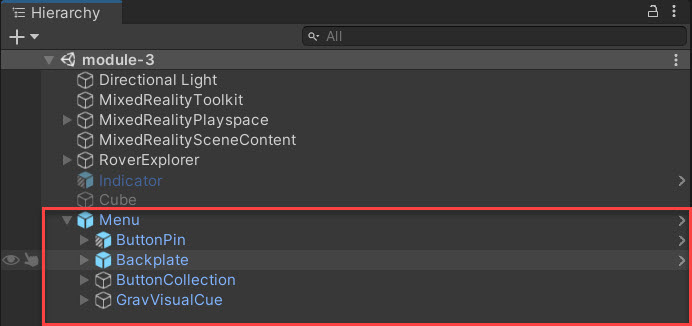 Hierarchy
All
module-3
Directional Light
MixedRealityToolkit
MixedRealityPlayspace
MixedRealitySceneContent
RoverExplorer
Indicator
Cube
Menu
ButtonPin
Backplate
ButtonCollection
GravVisualCue